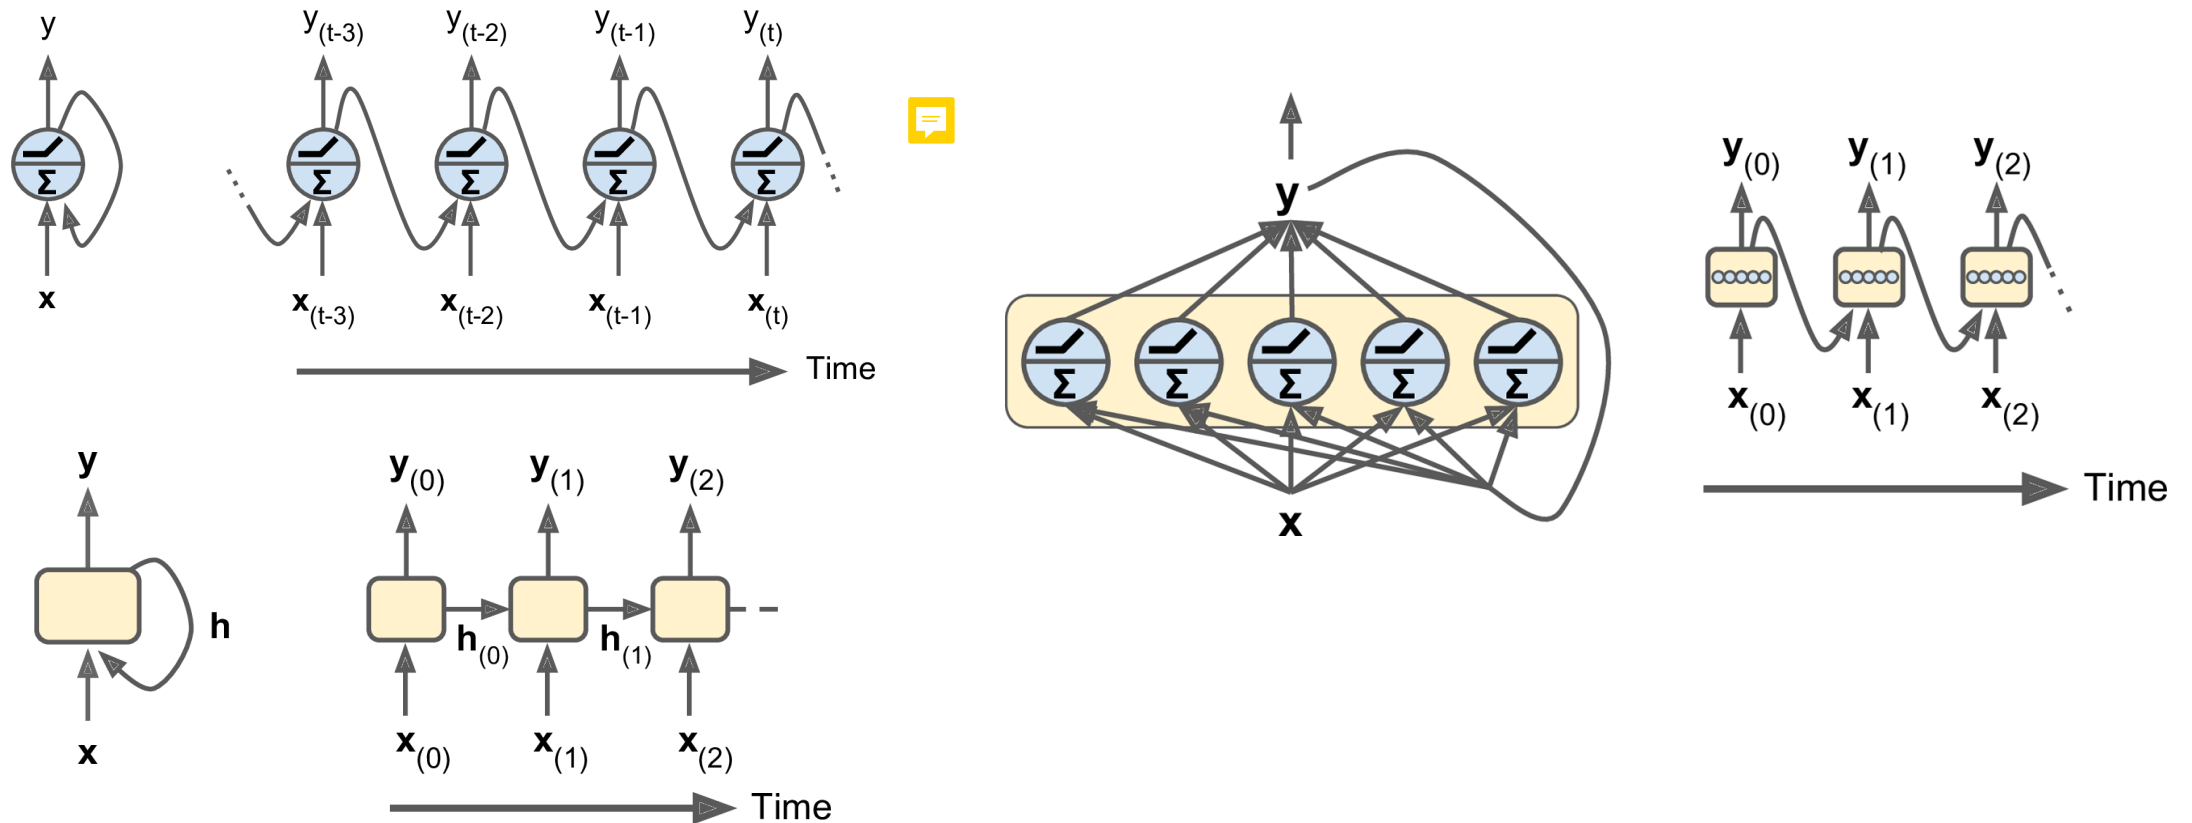 y
y(t-3) y(t-2) y(t-1) y(t)
Σ Σ Σ Σ Σ
x
x(t-3) x(t-2) x(t-1) x(t)
Time
y
y(0) y(1) y(2)
h
h(0) h(1)
x
x(0) x(1) x(2)
Time
y
Σ Σ Σ Σ Σ
x
y(0) y(1) y(2)
x(0) x(1) x(2)
Time